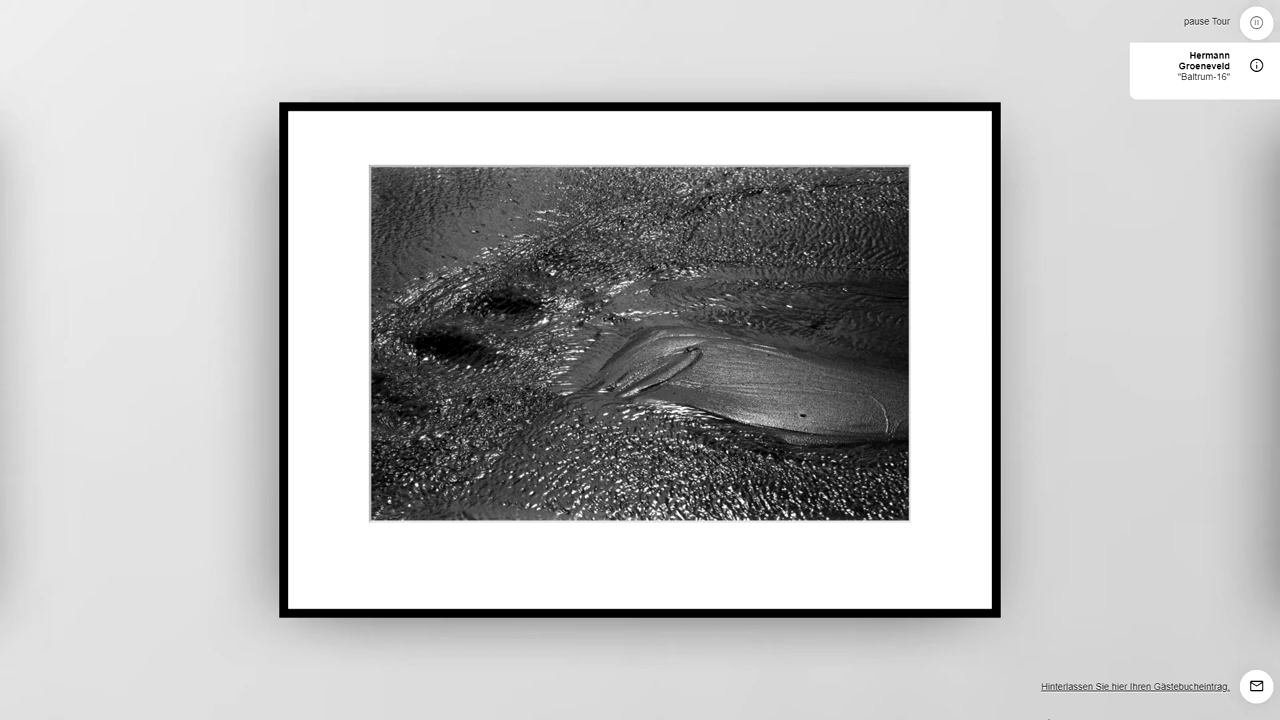 pause Tour
Hermann
Groeneveld
"Baltrum-16"
Hinterlassen Sie hier Ihren Gästebucheintrag.